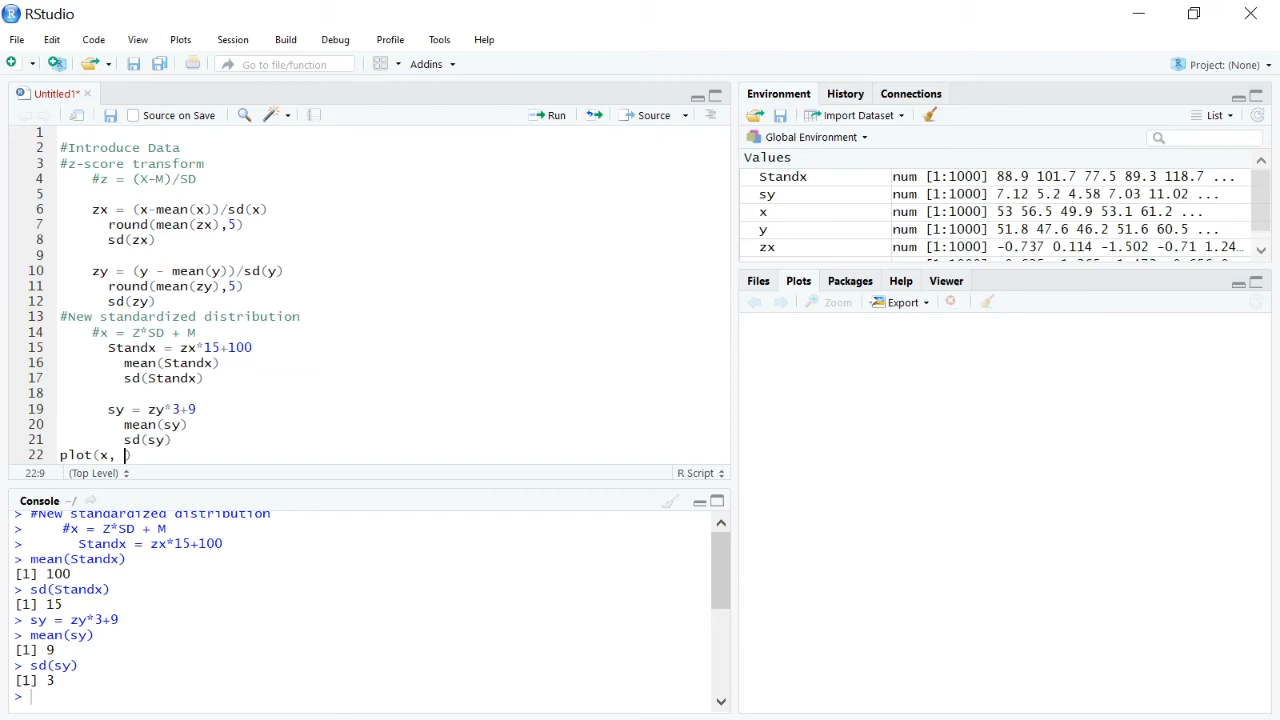 RStudio
File Edit Code View Plots Session Build Debug Profile Tools Help
Go to file/function Addins Project: (None)
Untitled1*
Source on Save Run Source
1
2 #Introduce Data
3 #z-score transform
4 #z = (X-M)/SD
5
6 zx = (x-mean(x))/sd(x)
7 round(mean(zx),5)
8 sd(zx)
9
10 zy = (y - mean(y))/sd(y)
11 round(mean(zy),5)
12 sd(zy)
13 #New standardized distribution
14 #x = Z*SD + M
15 Standx = zx*15+100
16 mean(Standx)
17 sd(Standx)
18
19 sy = zy*3+9
20 mean(sy)
21 sd(sy)
22 plot(x, )
22:9 (Top Level) R Script
Console ~/
> #New standardized distribution
> #x = Z*SD + M
> Standx = zx*15+100
> mean(Standx)
[1] 100
> sd(Standx)
[1] 15
> sy = zy*3+9
> mean(sy)
[1] 9
> sd(sy)
[1] 3
>
Environment History Connections
Import Dataset List
Global Environment
Values
Standx num [1:1000] 88.9 101.7 77.5 89.3 118.7 ...
sy num [1:1000] 7.12 5.2 4.58 7.03 11.02 ...
x num [1:1000] 53 56.5 49.9 53.1 61.2 ...
y num [1:1000] 51.8 47.6 46.2 51.6 60.5 ...
zx num [1:1000] -0.737 0.114 -1.502 -0.71 1.24...
Files Plots Packages Help Viewer
Zoom Export